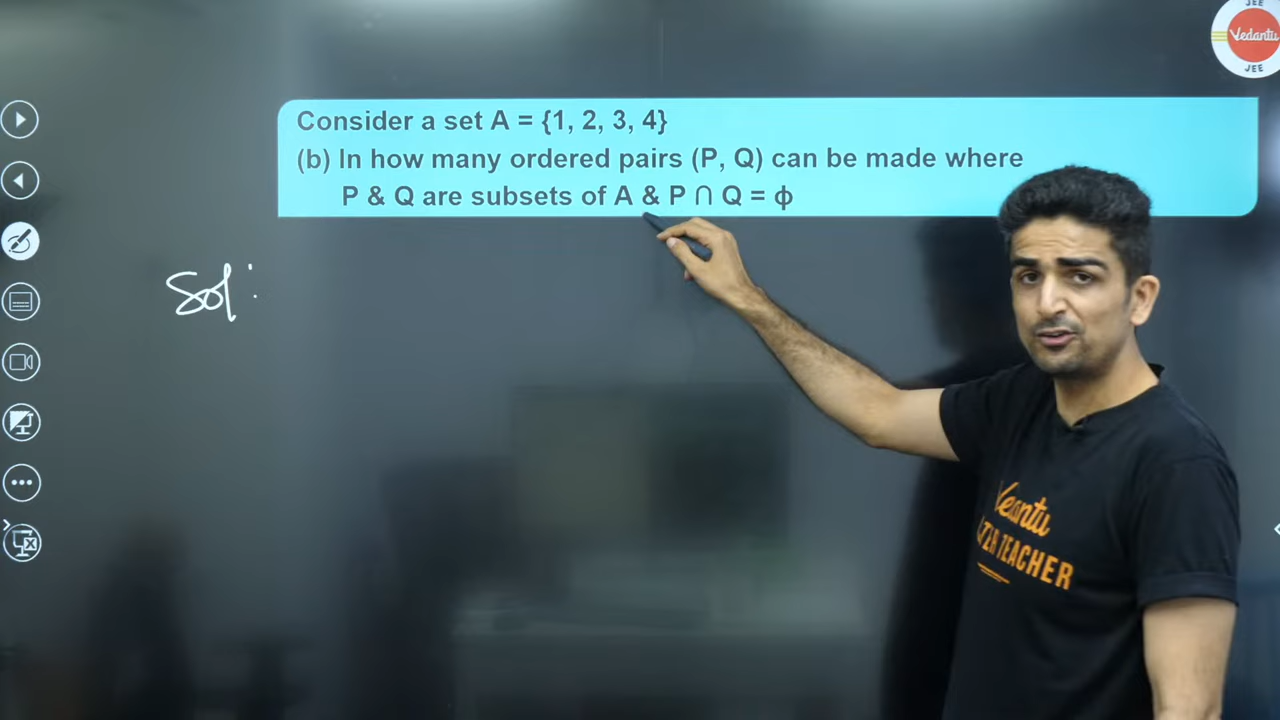 JEE
Vedantu
JEE
Consider a set A = {1, 2, 3, 4}
(b) In how many ordered pairs (P, Q) can be made where
P & Q are subsets of A & P ∩ Q = ϕ
Sol :
Vedantu
TEACHER